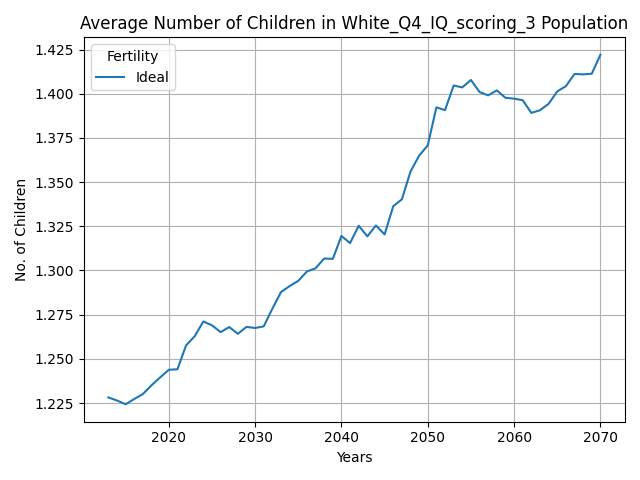 Average Number of Children in White_Q4_IQ_scoring_3 Population
Fertility
Ideal
No. of Children
1.425
1.400
1.375
1.350
1.325
1.300
1.275
1.250
1.225
2020 2030 2040 2050 2060 2070
Years